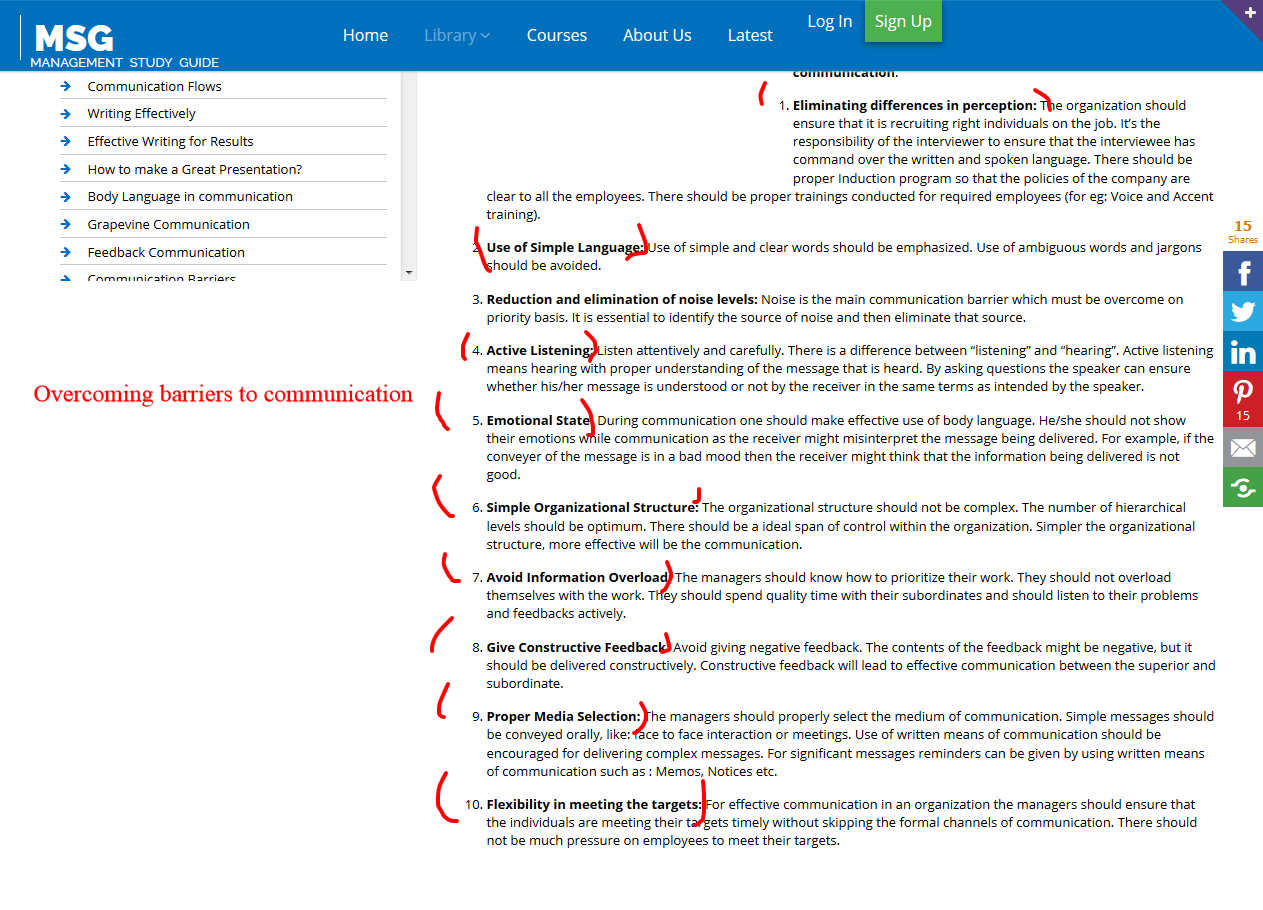 MSG
MANAGEMENT STUDY GUIDE
Home
Library
Courses
About Us
Latest
Log In
Sign Up
+
Communication Flows
Writing Effectively
Effective Writing for Results
How to make a Great Presentation?
Body Language in communication
Grapevine Communication
Feedback Communication
Communication Barriers
Overcoming barriers to communication
communication.
1. Eliminating differences in perception: The organization should
ensure that it is recruiting right individuals on the job. It's the
responsibility of the interviewer to ensure that the interviewee has
command over the written and spoken language. There should be
proper Induction program so that the policies of the company are
clear to all the employees. There should be proper trainings conducted for required employees (for eg: Voice and Accent
training).
2. Use of Simple Language: Use of simple and clear words should be emphasized. Use of ambiguous words and jargons
should be avoided.
3. Reduction and elimination of noise levels: Noise is the main communication barrier which must be overcome on
priority basis. It is essential to identify the source of noise and then eliminate that source.
4. Active Listening: Listen attentively and carefully. There is a difference between “listening” and “hearing”. Active listening
means hearing with proper understanding of the message that is heard. By asking questions the speaker can ensure
whether his/her message is understood or not by the receiver in the same terms as intended by the speaker.
5. Emotional State: During communication one should make effective use of body language. He/she should not show
their emotions while communication as the receiver might misinterpret the message being delivered. For example, if the
conveyer of the message is in a bad mood then the receiver might think that the information being delivered is not
good.
6. Simple Organizational Structure: The organizational structure should not be complex. The number of hierarchical
levels should be optimum. There should be a ideal span of control within the organization. Simpler the organizational
structure, more effective will be the communication.
7. Avoid Information Overload: The managers should know how to prioritize their work. They should not overload
themselves with the work. They should spend quality time with their subordinates and should listen to their problems
and feedbacks actively.
8. Give Constructive Feedback: Avoid giving negative feedback. The contents of the feedback might be negative, but it
should be delivered constructively. Constructive feedback will lead to effective communication between the superior and
subordinate.
9. Proper Media Selection: The managers should properly select the medium of communication. Simple messages should
be conveyed orally, like: face to face interaction or meetings. Use of written means of communication should be
encouraged for delivering complex messages. For significant messages reminders can be given by using written means
of communication such as : Memos, Notices etc.
10. Flexibility in meeting the targets: For effective communication in an organization the managers should ensure that
the individuals are meeting their targets timely without skipping the formal channels of communication. There should
not be much pressure on employees to meet their targets.
15
Shares
15